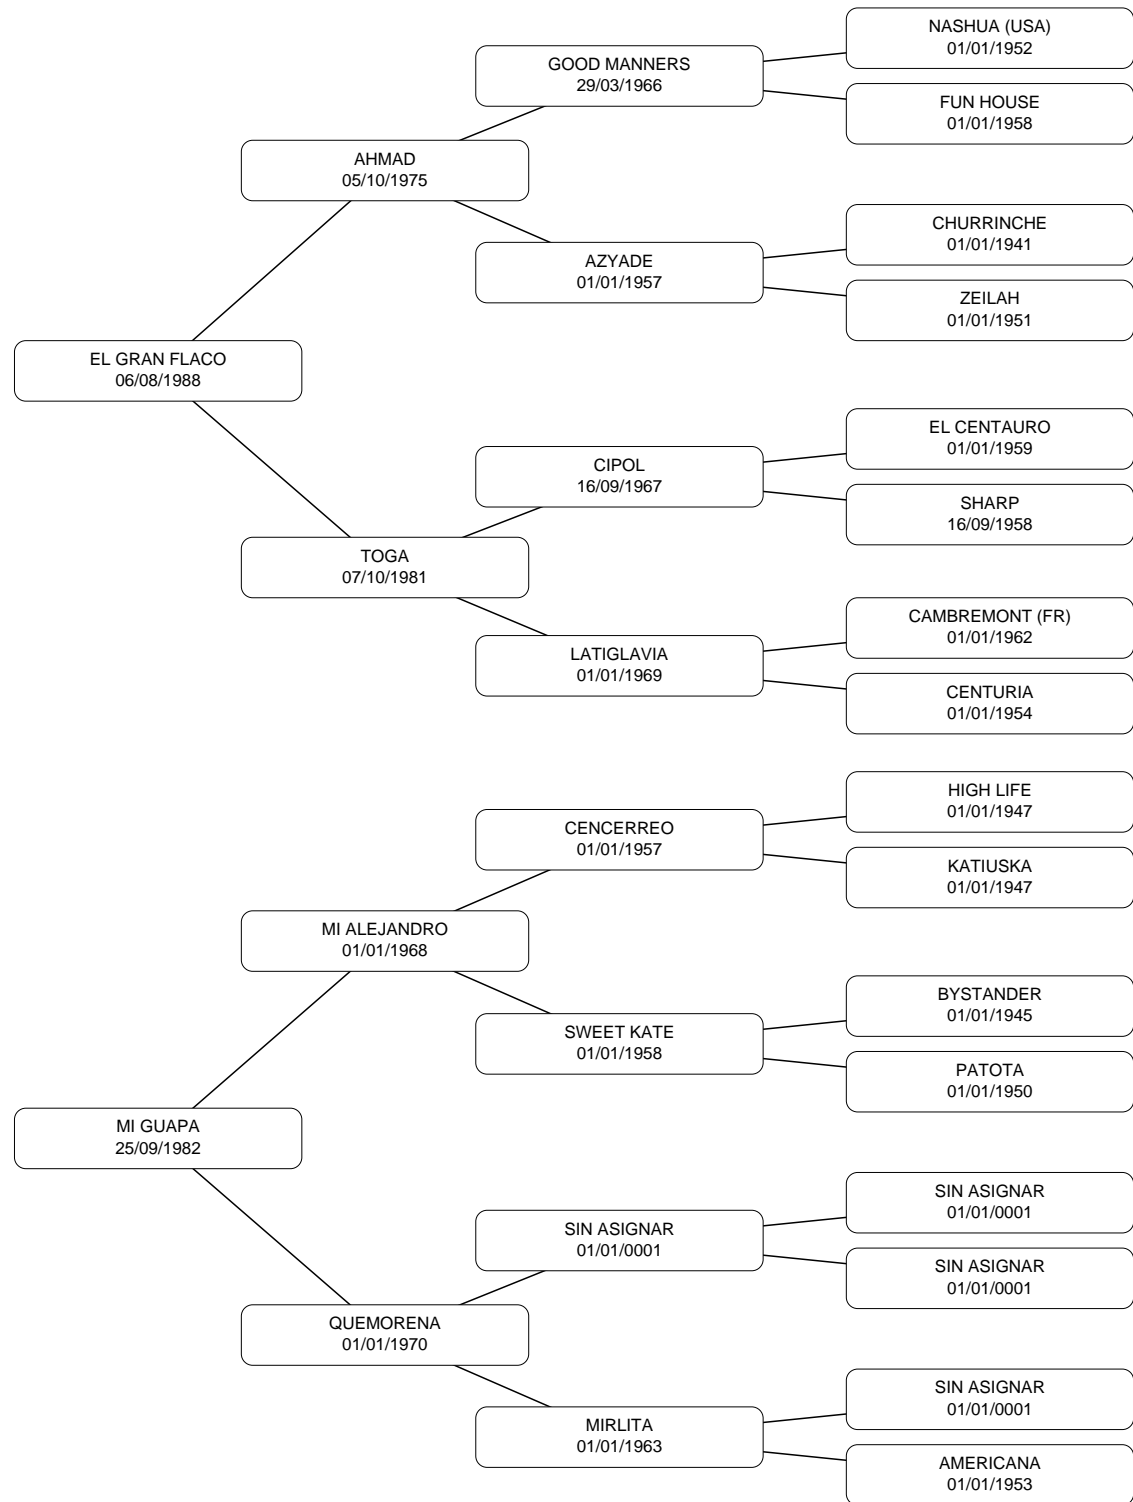 NASHUA (USA)
01/01/1952
GOOD MANNERS
29/03/1966
FUN HOUSE
01/01/1958
AHMAD
05/10/1975
CHURRINCHE
01/01/1941
AZYADE
01/01/1957
ZEILAH
01/01/1951
EL GRAN FLACO
06/08/1988
EL CENTAURO
01/01/1959
CIPOL
16/09/1967
SHARP
16/09/1958
TOGA
07/10/1981
CAMBREMONT (FR)
01/01/1962
LATIGLAVIA
01/01/1969
CENTURIA
01/01/1954
HIGH LIFE
01/01/1947
CENCERREO
01/01/1957
KATIUSKA
01/01/1947
MI ALEJANDRO
01/01/1968
BYSTANDER
01/01/1945
SWEET KATE
01/01/1958
PATOTA
01/01/1950
MI GUAPA
25/09/1982
SIN ASIGNAR
01/01/0001
SIN ASIGNAR
01/01/0001
SIN ASIGNAR
01/01/0001
QUEMORENA
01/01/1970
SIN ASIGNAR
01/01/0001
MIRLITA
01/01/1963
AMERICANA
01/01/1953